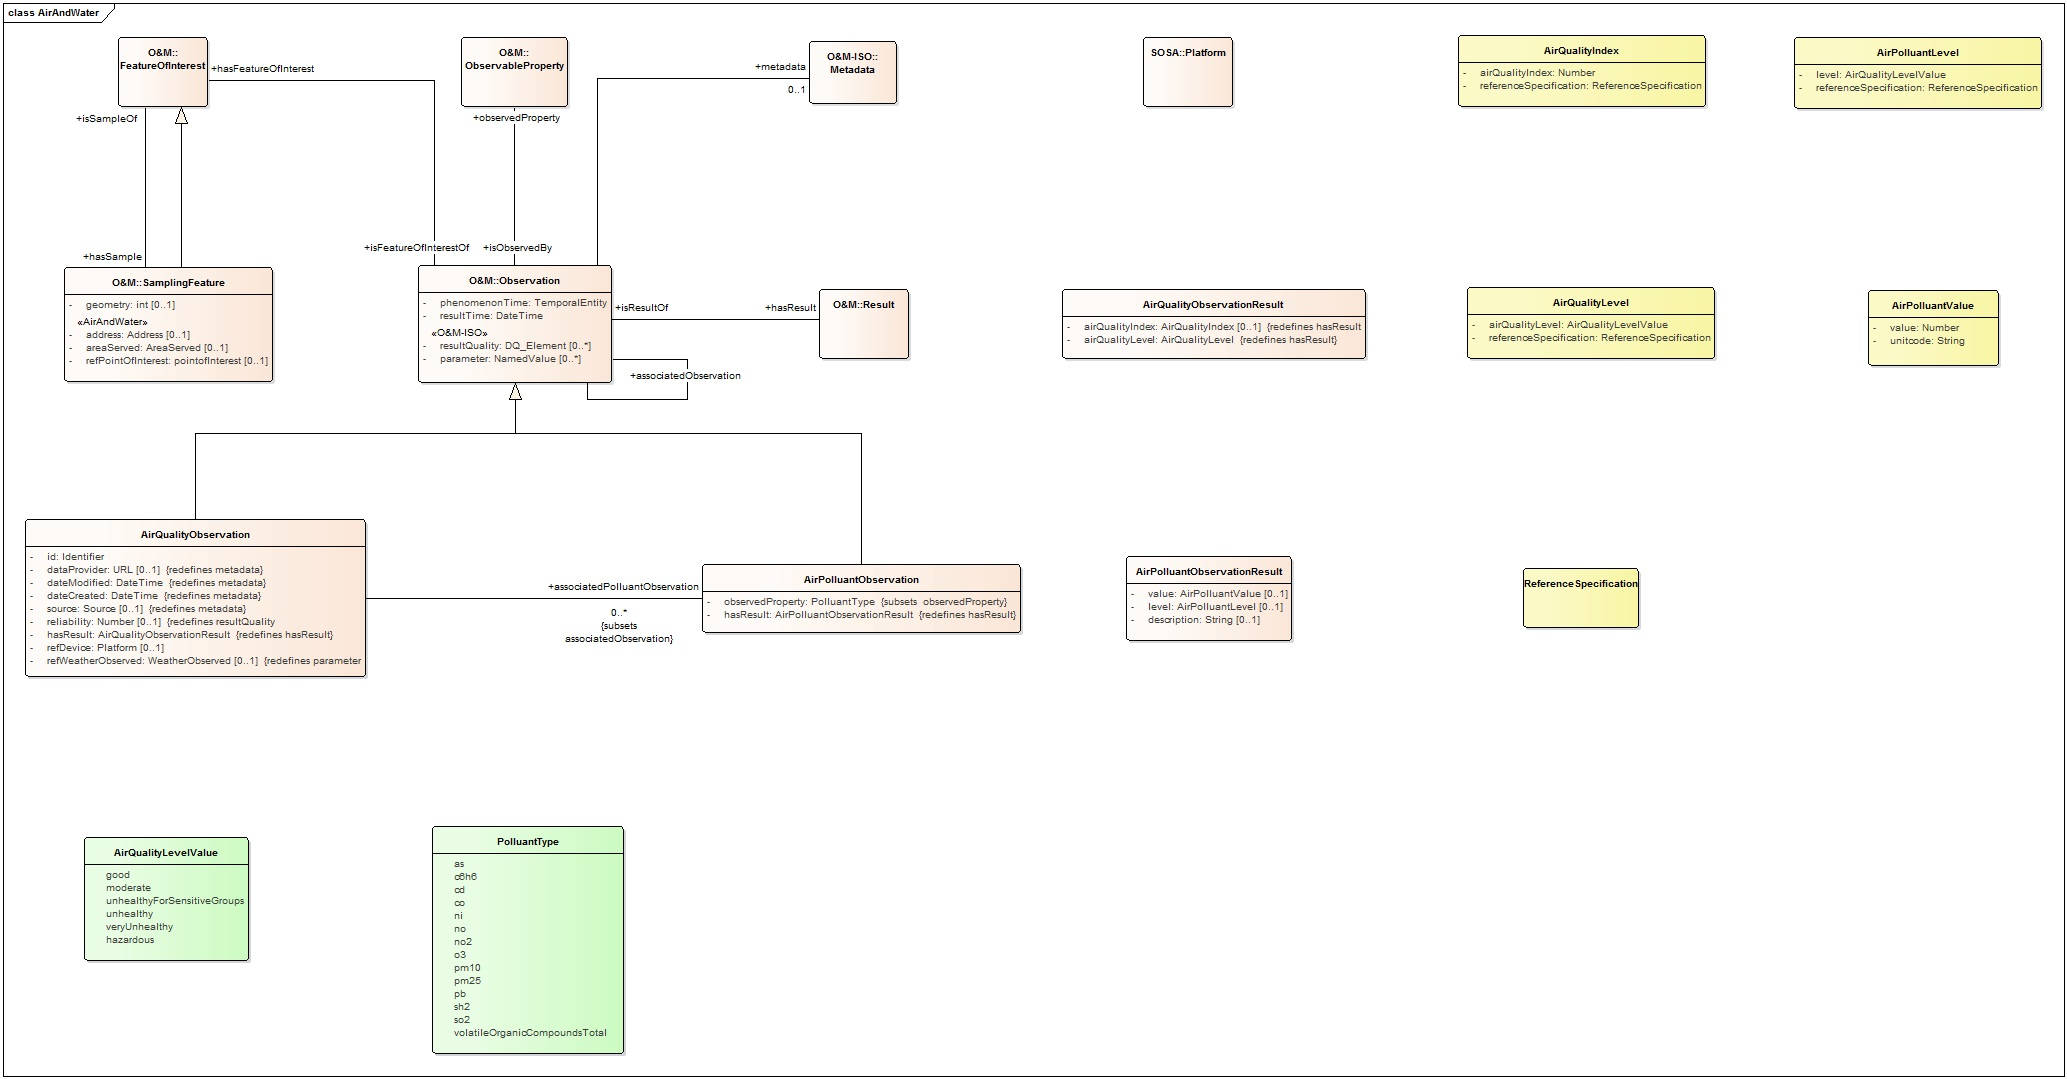 class AirAndWater
O&M::
FeatureOfInterest
+hasFeatureOfInterest
+isSampleOf
O&M::
ObservableProperty
+observedProperty
+metadata
0..1
O&M-ISO::
Metadata
SOSA::Platform
AirQualityIndex
- airQualityIndex: Number
- referenceSpecification: ReferenceSpecification
AirPolluantLevel
- level: AirQualityLevelValue
- referenceSpecification: ReferenceSpecification
+hasSample
+isFeatureOfInterestOf
+isObservedBy
O&M::SamplingFeature
- geometry: int [0..1]
«AirAndWater»
- address: Address [0..1]
- areaServed: AreaServed [0..1]
- refPointOfInterest: pointofInterest [0..1]
O&M::Observation
- phenomenonTime: TemporalEntity
- resultTime: DateTime
«O&M-ISO»
- resultQuality: DQ_Element [0..*]
- parameter: NamedValue [0..*]
+isResultOf
+hasResult
O&M::Result
+associatedObservation
AirQualityObservationResult
- airQualityIndex: AirQualityIndex [0..1] {redefines hasResult
- airQualityLevel: AirQualityLevel {redefines hasResult}
AirQualityLevel
- airQualityLevel: AirQualityLevelValue
- referenceSpecification: ReferenceSpecification
AirPolluantValue
- value: Number
- unitcode: String
AirQualityObservation
- id: Identifier
- dataProvider: URL [0..1] {redefines metadata}
- dateModified: DateTime {redefines metadata}
- dateCreated: DateTime {redefines metadata}
- source: Source [0..1] {redefines metadata}
- reliability: Number [0..1] {redefines resultQuality
- hasResult: AirQualityObservationResult {redefines hasResult}
- refDevice: Platform [0..1]
- refWeatherObserved: WeatherObserved [0..1] {redefines parameter
+associatedPolluantObservation
0..*
{subsets
associatedObservation}
AirPolluantObservation
- observedProperty: PolluantType {subsets observedProperty}
- hasResult: AirPolluantObservationResult {redefines hasResult}
AirPolluantObservationResult
- value: AirPolluantValue [0..1]
- level: AirPolluantLevel [0..1]
- description: String [0..1]
ReferenceSpecification
AirQualityLevelValue
good
moderate
unhealthyForSensitiveGroups
unhealthy
veryUnhealthy
hazardous
PolluantType
as
c6h6
cd
co
ni
no
no2
o3
pm10
pm25
pb
sh2
so2
volatileOrganicCompoundsTotal